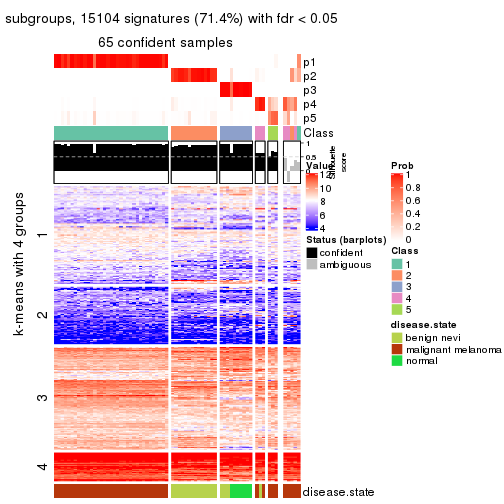 subgroups, 15104 signatures (71.4%) with fdr < 0.05
65 confident samples
p1
p2
p3
p4
p5
Class
1
0.5
0
Silhouette
score
k-means with 4 groups
1
2
3
4
disease.state
Value
12
10
8
6
4
Status (barplots)
confident
ambiguous
Prob
1
0.8
0.6
0.4
0.2
0
Class
1
2
3
4
5
disease.state
benign nevi
malignant melanoma
normal